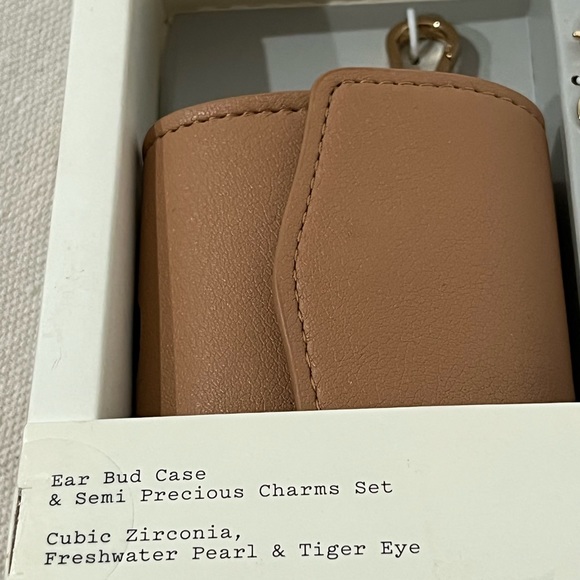 Ear Bud Case
& Semi Precious Charms Set
Cubic Zirconia,
Freshwater Pearl & Tiger Eye